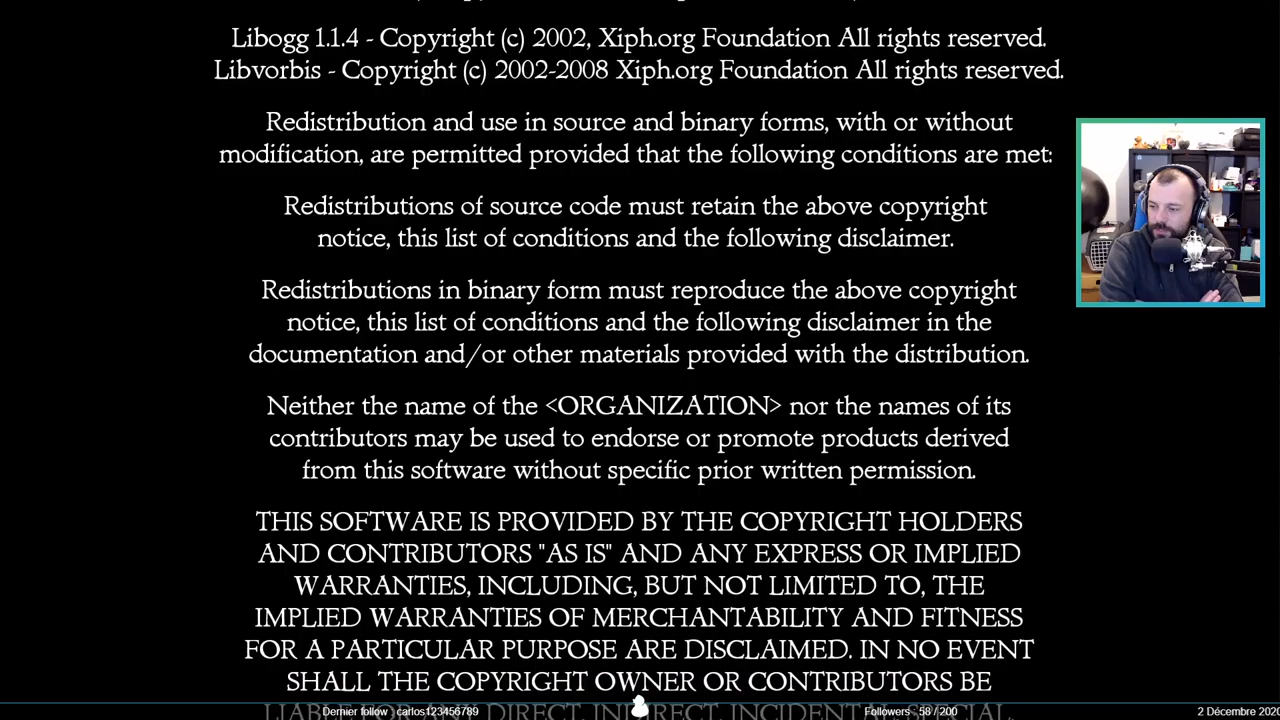 Libogg 1.1.4 - Copyright (c) 2002, Xiph.org Foundation All rights reserved.
Libvorbis - Copyright (c) 2002-2008 Xiph.org Foundation All rights reserved.
Redistribution and use in source and binary forms, with or without
modification, are permitted provided that the following conditions are met:
Redistributions of source code must retain the above copyright
notice, this list of conditions and the following disclaimer.
Redistributions in binary form must reproduce the above copyright
notice, this list of conditions and the following disclaimer in the
documentation and/or other materials provided with the distribution.
Neither the name of the <ORGANIZATION> nor the names of its
contributors may be used to endorse or promote products derived
from this software without specific prior written permission.
THIS SOFTWARE IS PROVIDED BY THE COPYRIGHT HOLDERS
AND CONTRIBUTORS "AS IS" AND ANY EXPRESS OR IMPLIED
WARRANTIES, INCLUDING, BUT NOT LIMITED TO, THE
IMPLIED WARRANTIES OF MERCHANTABILITY AND FITNESS
FOR A PARTICULAR PURPOSE ARE DISCLAIMED. IN NO EVENT
SHALL THE COPYRIGHT OWNER OR CONTRIBUTORS BE
Dernier follow : carlos123456789 Followers : 58 / 200 2 Décembre 202